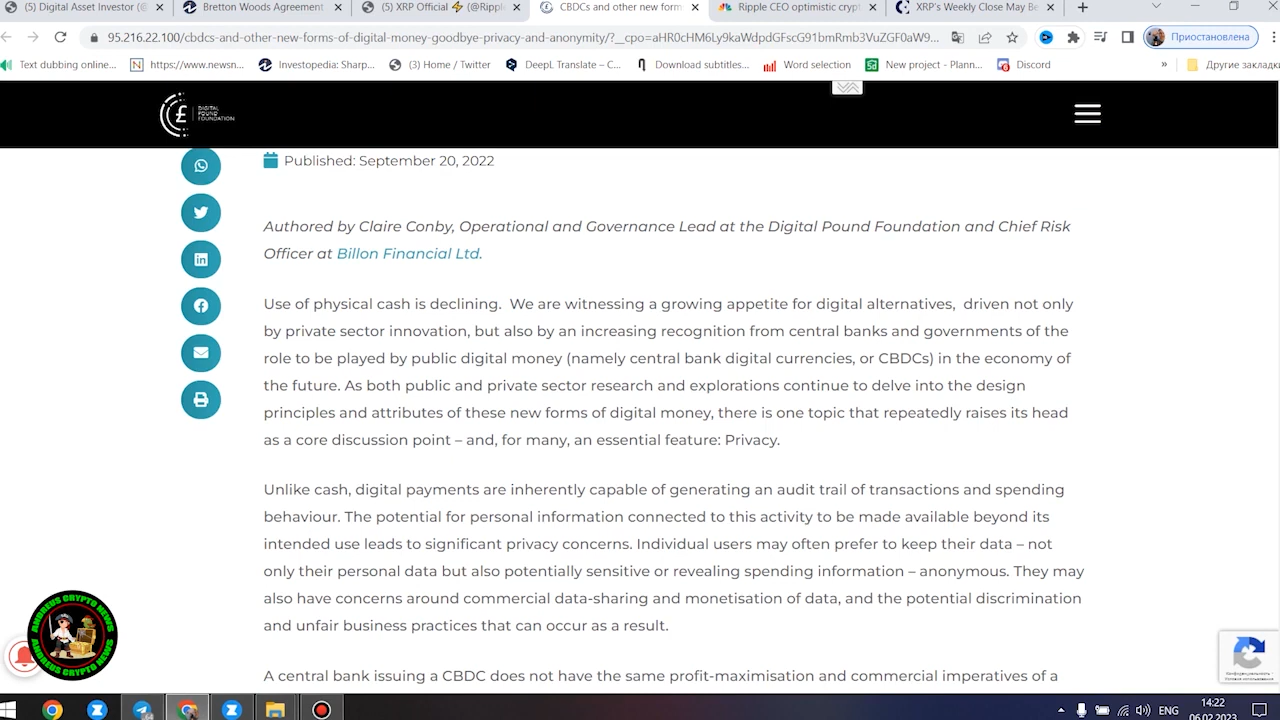 (5) Digital Asset Investor (@
Bretton Woods Agreement
(5) XRP Official ⚡ (@Ripple
CBDCs and other new form
Ripple CEO optimistic crypt
XRP's Weekly Close May Be
95.216.22.100/cbdcs-and-other-new-forms-of-digital-money-goodbye-privacy-and-anonymity/?__cpo=aHR0cHM6Ly9kaWdpdGFscG91bmRmb3VuZGF0aW9...
Приостановлена
Text dubbing online...
https://www.newsn...
Investopedia: Sharp...
(3) Home / Twitter
DeepL Translate – C...
Download subtitles...
Word selection
New project - Plann...
Discord
»
Другие закладки
DIGITAL
POUND
FOUNDATION
Published: September 20, 2022
Authored by Claire Conby, Operational and Governance Lead at the Digital Pound Foundation and Chief Risk
Officer at Billon Financial Ltd.
Use of physical cash is declining. We are witnessing a growing appetite for digital alternatives, driven not only
by private sector innovation, but also by an increasing recognition from central banks and governments of the
role to be played by public digital money (namely central bank digital currencies, or CBDCs) in the economy of
the future. As both public and private sector research and explorations continue to delve into the design
principles and attributes of these new forms of digital money, there is one topic that repeatedly raises its head
as a core discussion point – and, for many, an essential feature: Privacy.
Unlike cash, digital payments are inherently capable of generating an audit trail of transactions and spending
behaviour. The potential for personal information connected to this activity to be made available beyond its
intended use leads to significant privacy concerns. Individual users may often prefer to keep their data – not
only their personal data but also potentially sensitive or revealing spending information – anonymous. They may
also have concerns around commercial data-sharing and monetisation of data, and the potential discrimination
and unfair business practices that can occur as a result.
A central bank issuing a CBDC does not have the same profit-maximisation and commercial imperatives of a
ANDREUS CRYPTO NEWS
ANDREUS CRYPTO NEWS
ENG
14:22
06.02.2023